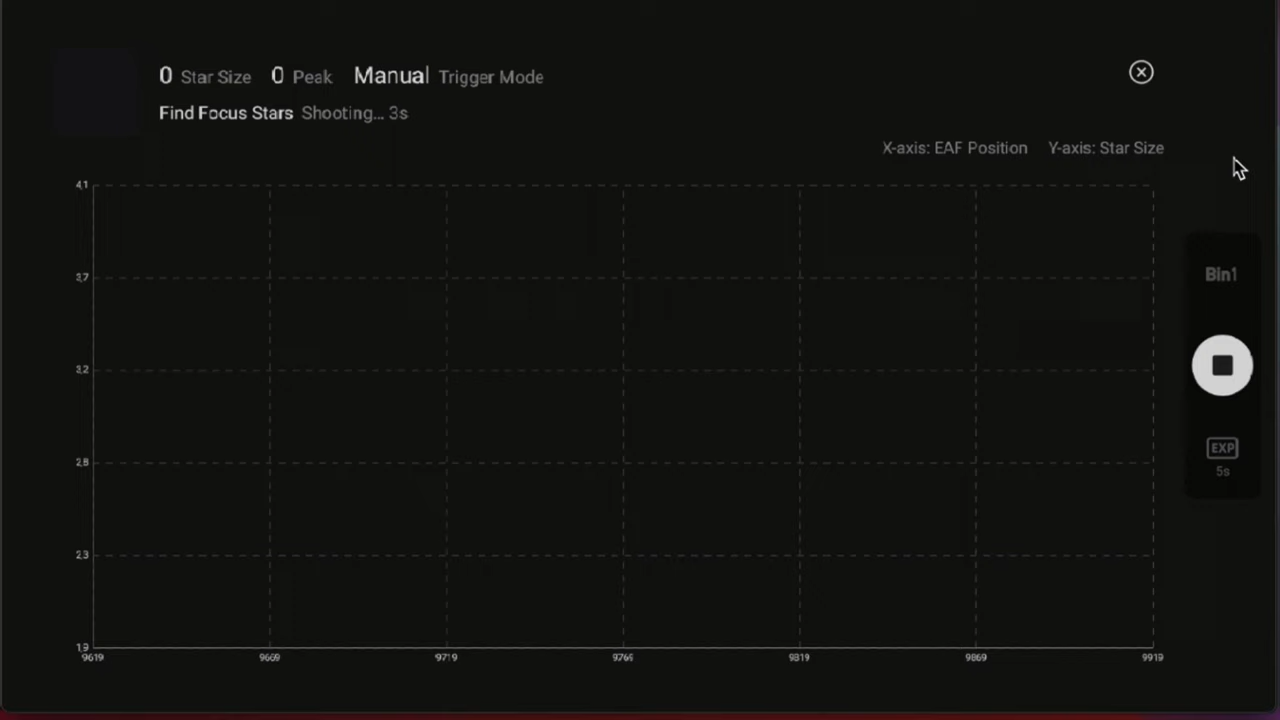 0 Star Size 0 Peak Manual Trigger Mode
Find Focus Stars Shooting... 3s
X-axis: EAF Position Y-axis: Star Size
4,1
3,7
3,2
2,8
2,3
1,9
9619 9669 9719 9769 9819 9869 9919
Bin1
EXP
5s